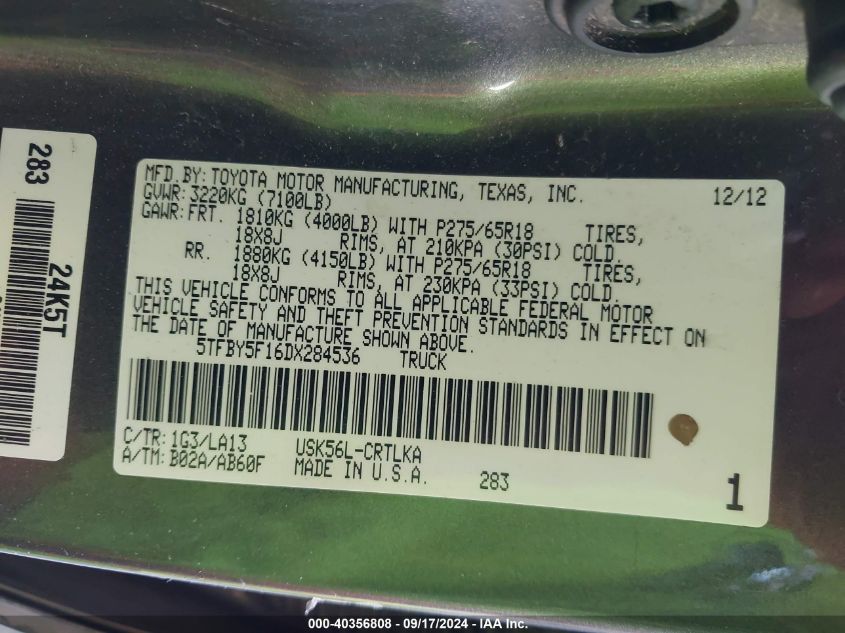 283
24K5T
MFD.BY:TOYOTA MOTOR MANUFACTURING, TEXAS, INC. 12/12
GVWR:3220KG (7100LB)
GAWR:FRT. 1810KG (4000LB) WITH P275/65R18 TIRES,
18X8J RIMS, AT 210KPA (30PSI) COLD.
RR. 1880KG (4150LB) WITH P275/65R18 TIRES,
18X8J RIMS, AT 230KPA (33PSI) COLD.
THIS VEHICLE CONFORMS TO ALL APPLICABLE FEDERAL MOTOR
VEHICLE SAFETY AND THEFT PREVENTION STANDARDS IN EFFECT ON
THE DATE OF MANUFACTURE SHOWN ABOVE.
5TFBY5F16DX284536 TRUCK
C/TR:1G3/LA13 USK56L-CRTLKA
A/TM:B02A/AB60F MADE IN U.S.A. 283 1
000-40356808 - 09/17/2024 - IAA Inc.